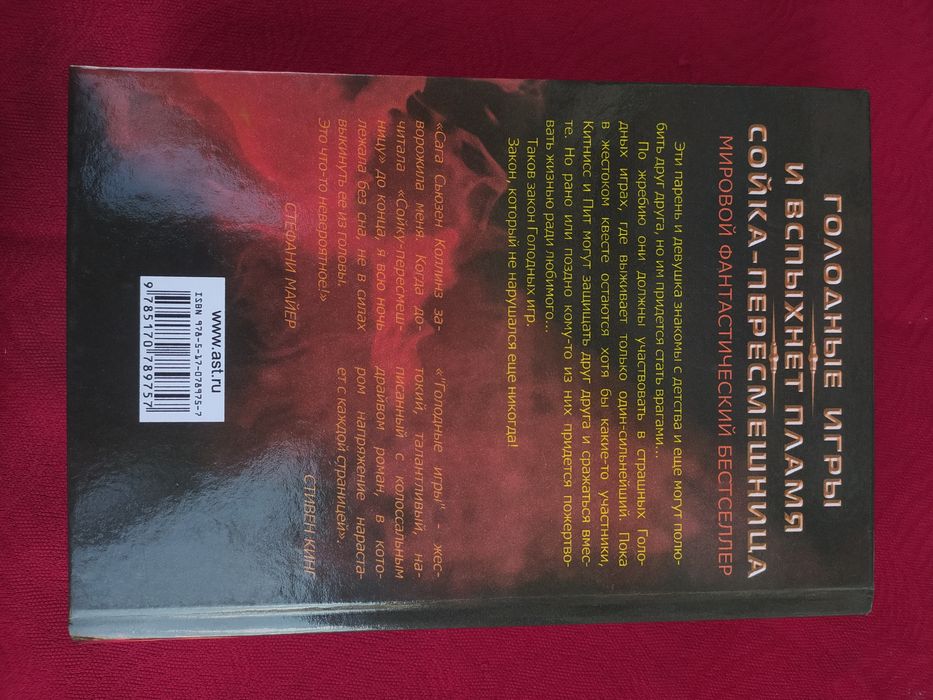 ГОЛОДНЫЕ ИГРЫ
И ВСПЫХНЕТ ПЛАМЯ
СОЙКА-ПЕРЕСМЕШНИЦА
МИРОВОЙ ФАНТАСТИЧЕСКИЙ БЕСТСЕЛЛЕР
Эти парень и девушка знакомы с детства и еще могут полю-
бить друг друга, но им придется стать врагами...
По жребию они должны участвовать в страшных Голо-
дных играх, где выживает только один-сильнейший. Пока
в жестоком квесте остаются хотя бы какие-то участники,
Китнисс и Пит могут защищать друг друга и сражаться вмес-
те. Но рано или поздно кому-то из них придется пожертво-
вать жизнью ради любимого...
Таков закон Голодных игр.
Закон, который не нарушался еще никогда!
«Сага Сьюзен Коллинз за-
ворожила меня. Когда до-
читала «Сойку-пересмеш-
ницу» до конца, я всю ночь
лежала без сна, не в силах
выкинуть ее из головы.
Это что-то невероятное!»
СТЕФАНИ МАЙЕР
«"Голодные игры" - жес-
токий, талантливый, на-
писанный с колоссальным
драйвом роман, в кото-
ром напряжение нараста-
ет с каждой страницей».
СТИВЕН КИНГ
www.ast.ru
ISBN 978-5-17-078975-7
9 785170 789757